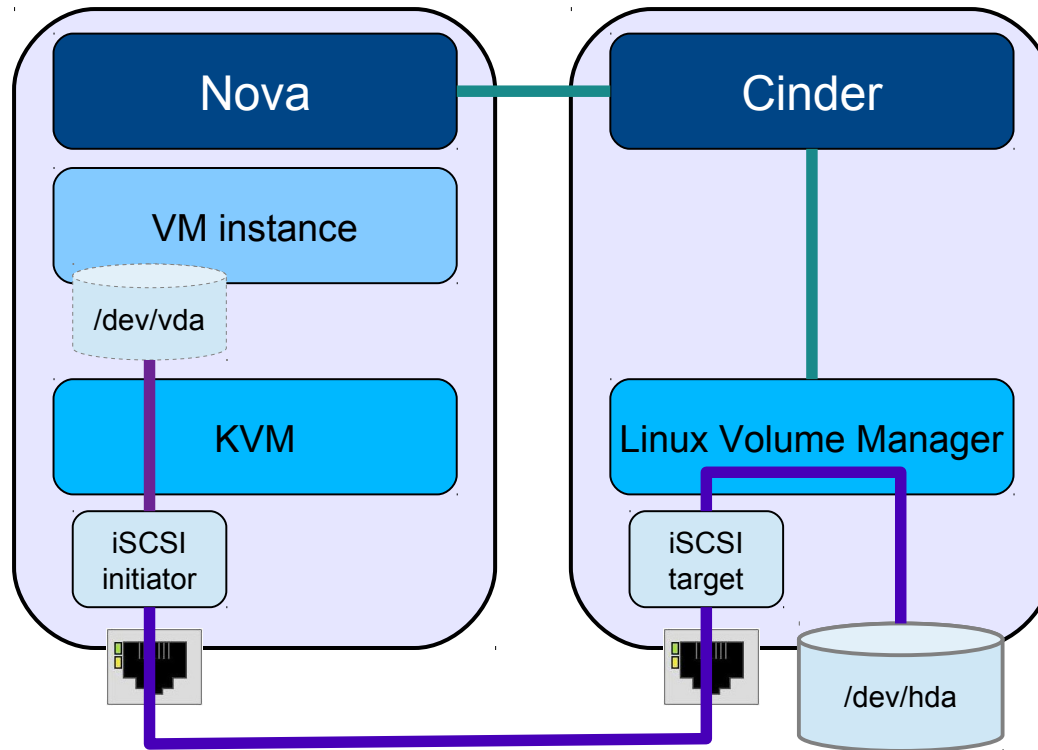 Nova
VM instance
/dev/vda
KVM
iSCSI
initiator
Cinder
Linux Volume Manager
iSCSI
target
/dev/hda